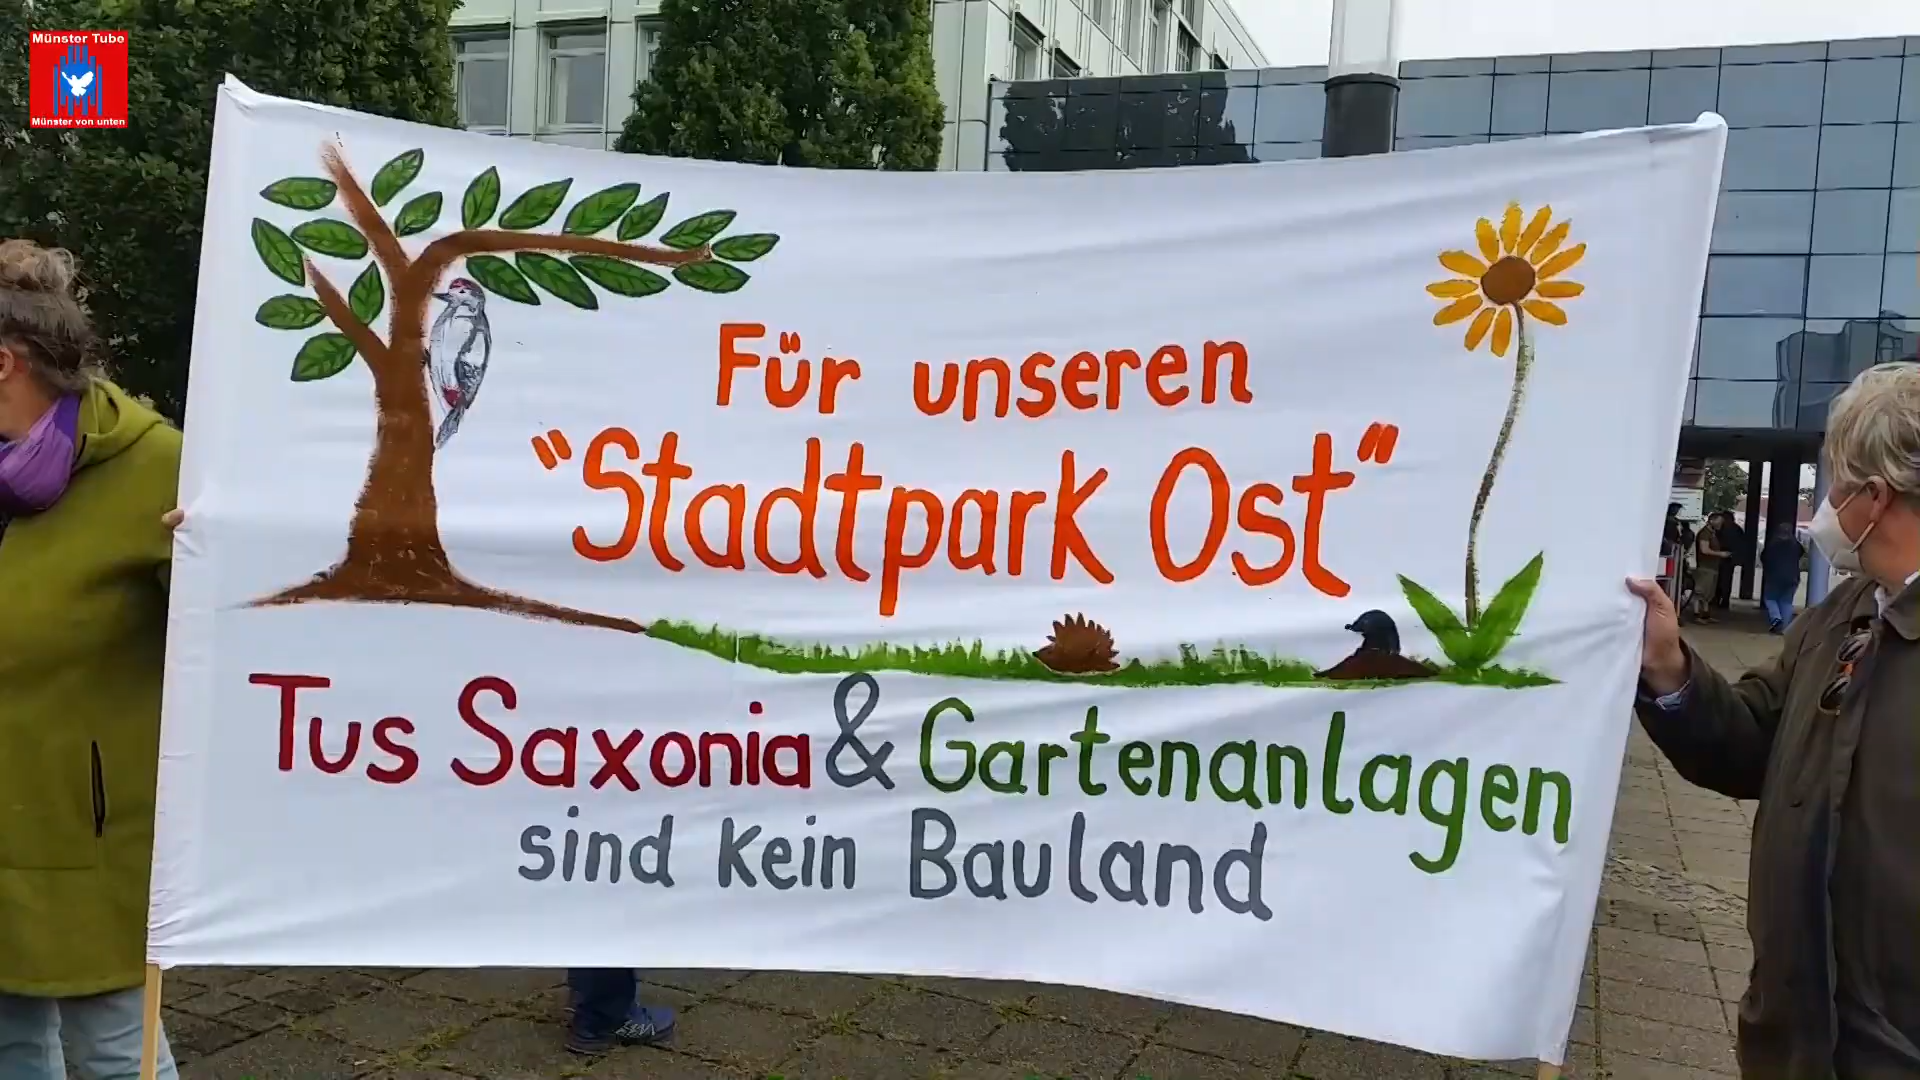 Münster Tube
Münster von unten
Für unseren
"Stadtpark Ost"
Tus Saxonia & Gartenanlagen
sind kein Bauland